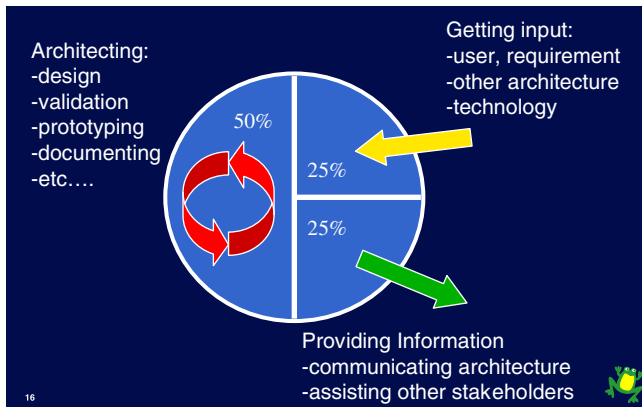 Architecting:
-design
-validation
-prototyping
-documenting
-etc....
Getting input:
-user, requirement
-other architecture
-technology
50%
25%
25%
Providing Information
-communicating architecture
-assisting other stakeholders
16